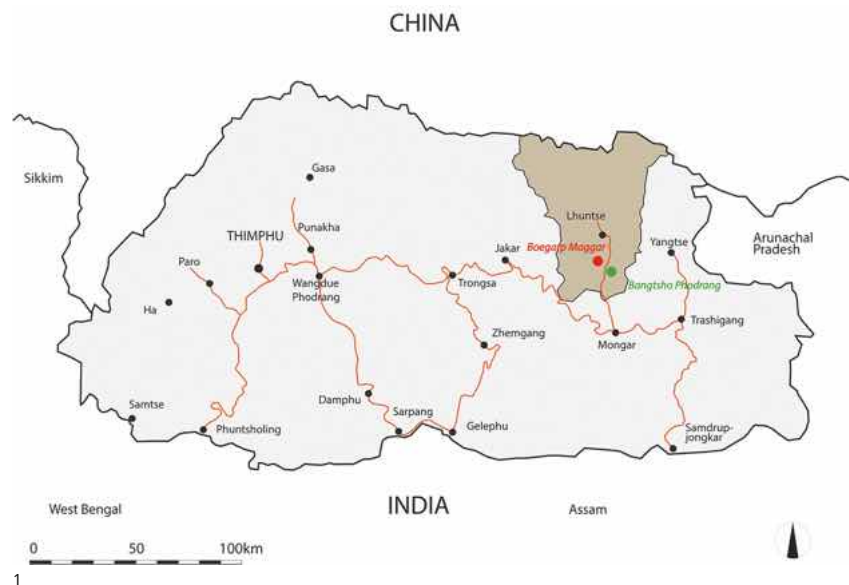 CHINA
Sikkim
Gasa
Lhuntse
THIMPHU
Punakha
Boegarp Maggar
Yangtse
Arunachal
Pradesh
Paro
Jakar
Wangdue
Phodrang
Trongsa
Bangtsho Phodrang
Ha
Trashigang
Zhemgang
Mongar
Damphu
Sarpang
Samtse
Phuntsholing
Gelephu
Samdrup-
jongkar
West Bengal
INDIA
Assam
0 50 100km
1